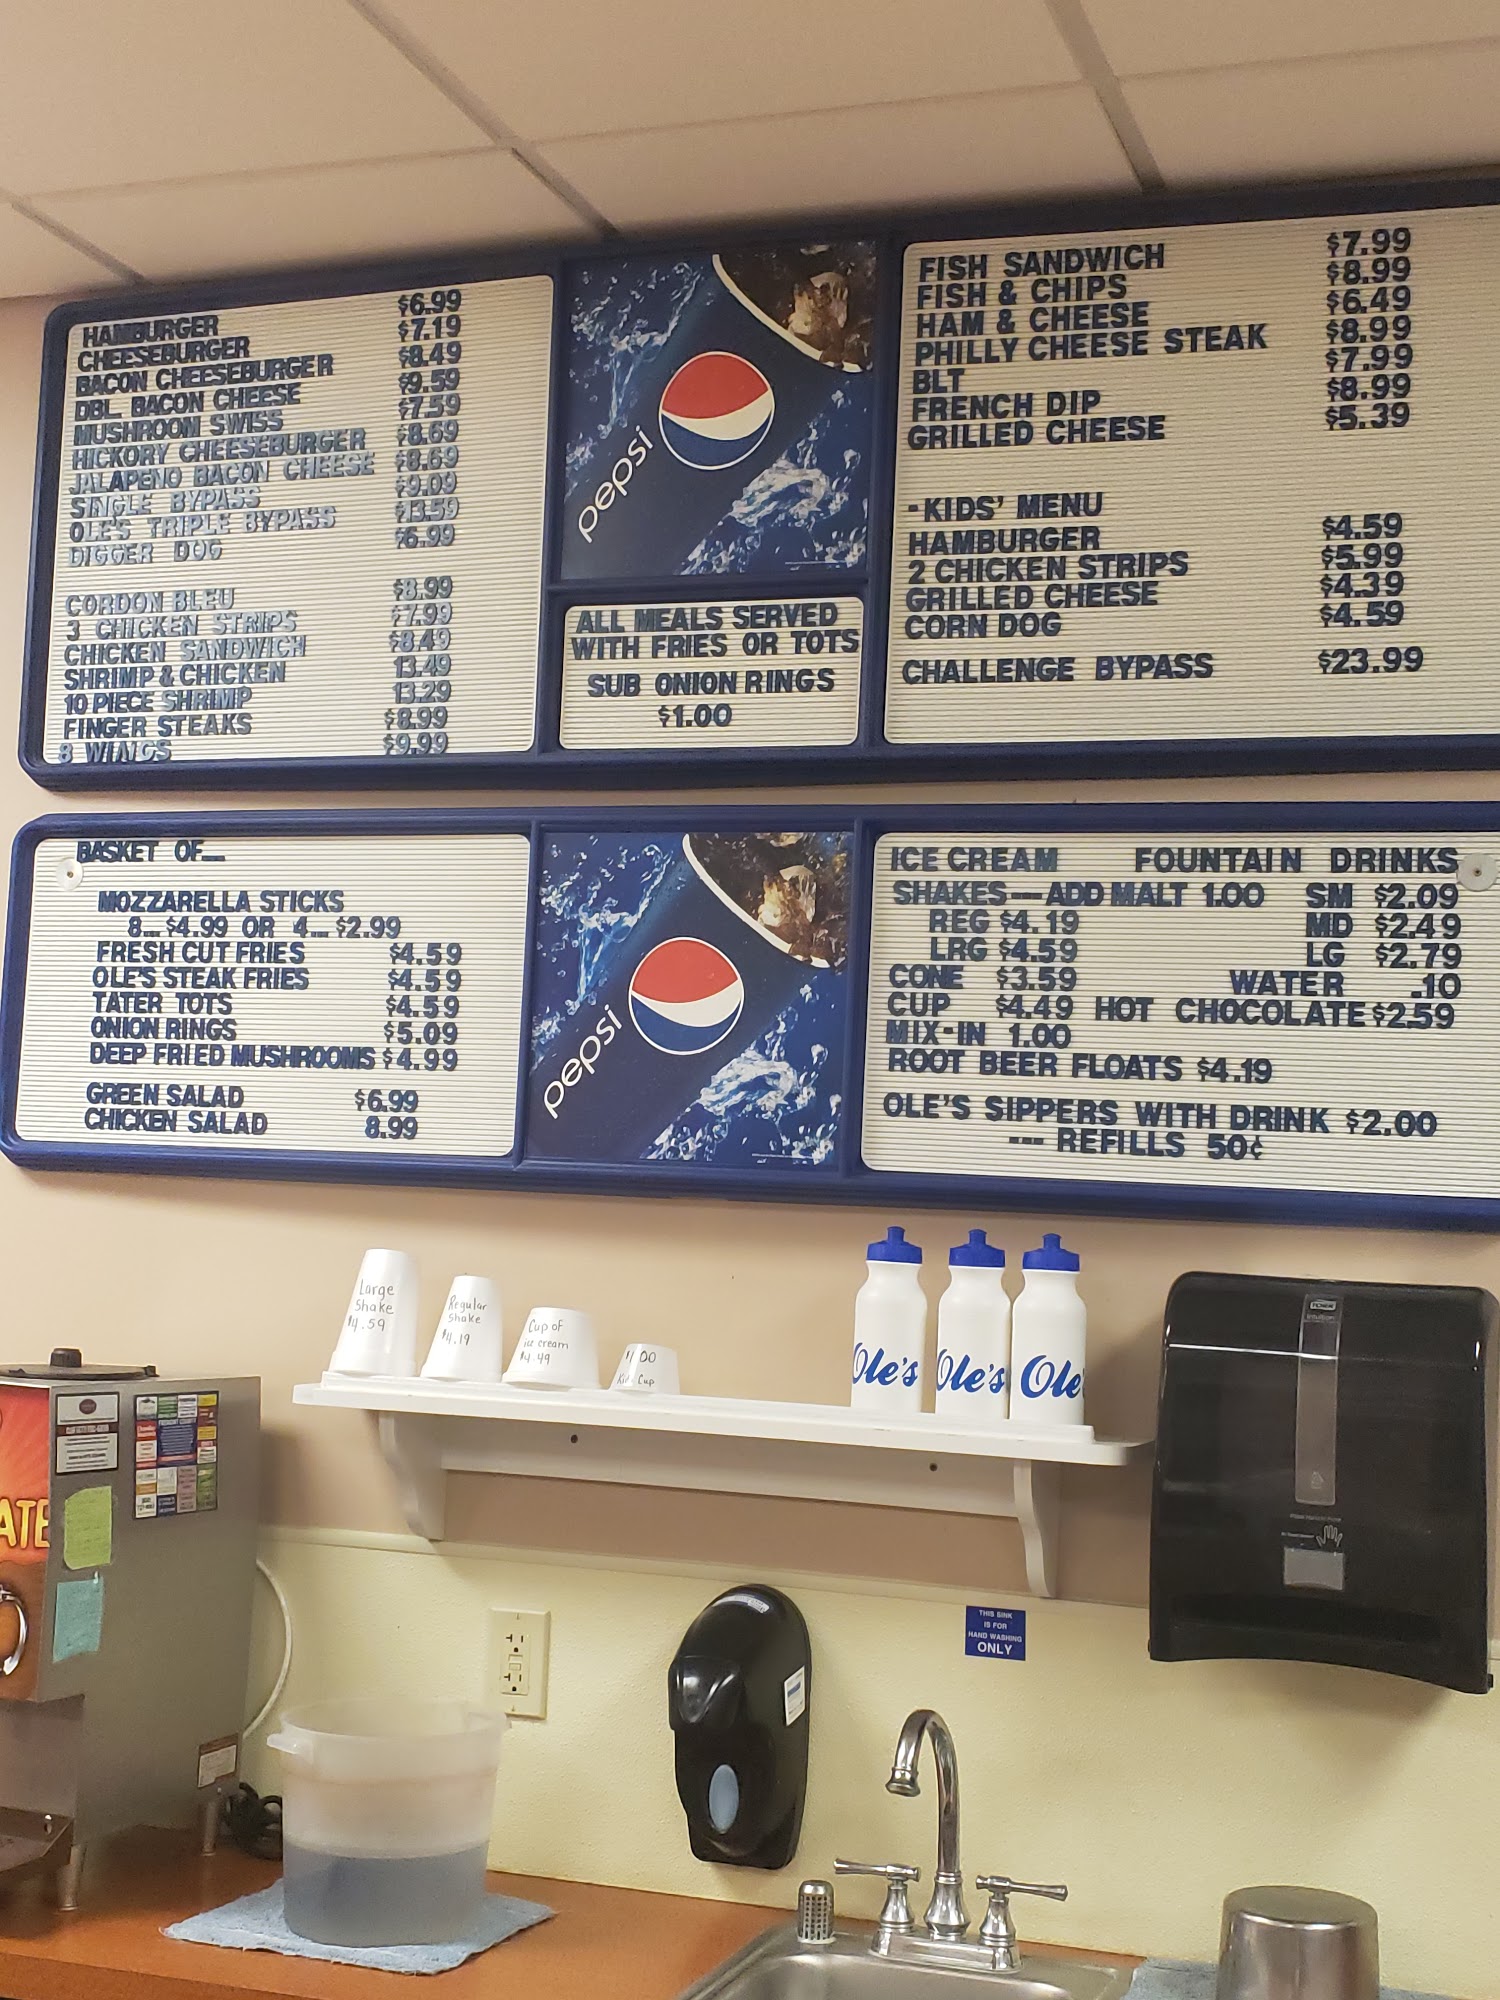 HAMBURGER $6.99
CHEESEBURGER $7.19
BACON CHEESEBURGER $8.49
DBL. BACON CHEESE $9.59
MUSHROOM SWISS $7.59
HICKORY CHEESEBURGER $8.69
JALAPENO BACON CHEESE $8.69
SINGLE BYPASS $9.09
OLE'S TRIPLE BYPASS $13.59
DIGGER DOG $6.99
CORDON BLEU $8.99
3 CHICKEN STRIPS $7.99
CHICKEN SANDWICH $8.49
SHRIMP & CHICKEN 13.49
10 PIECE SHRIMP 13.29
FINGER STEAKS $8.99
8 WINGS $9.99
pepsi
ALL MEALS SERVED
WITH FRIES OR TOTS
SUB ONION RINGS
$1.00
FISH SANDWICH $7.99
FISH & CHIPS $8.99
HAM & CHEESE $6.49
PHILLY CHEESE STEAK $8.99
BLT $7.99
FRENCH DIP $8.99
GRILLED CHEESE $5.39
-KIDS' MENU
HAMBURGER $4.59
2 CHICKEN STRIPS $5.99
GRILLED CHEESE $4.39
CORN DOG $4.59
CHALLENGE BYPASS $23.99
BASKET OF....
MOZZARELLA STICKS
8... $4.99 OR 4... $2.99
FRESH CUT FRIES $4.59
OLE'S STEAK FRIES $4.59
TATER TOTS $4.59
ONION RINGS $5.09
DEEP FRIED MUSHROOMS $4.99
GREEN SALAD $6.99
CHICKEN SALAD 8.99
pepsi
ICE CREAM FOUNTAIN DRINKS
SHAKES---ADD MALT 1.00 SM $2.09
REG $4.19 MD $2.49
LRG $4.59 LG $2.79
CONE $3.59 WATER .10
CUP $4.49 HOT CHOCOLATE $2.59
MIX-IN 1.00
ROOT BEER FLOATS $4.19
OLE'S SIPPERS WITH DRINK $2.00
--- REFILLS 50¢
Large
Shake
$4.59
Regular
Shake
$4.19
Cup of
ice cream
$4.49
Cup
Ole's
Ole's
Ole'
THIS SINK
IS FOR
HAND WASHING
ONLY
ATE